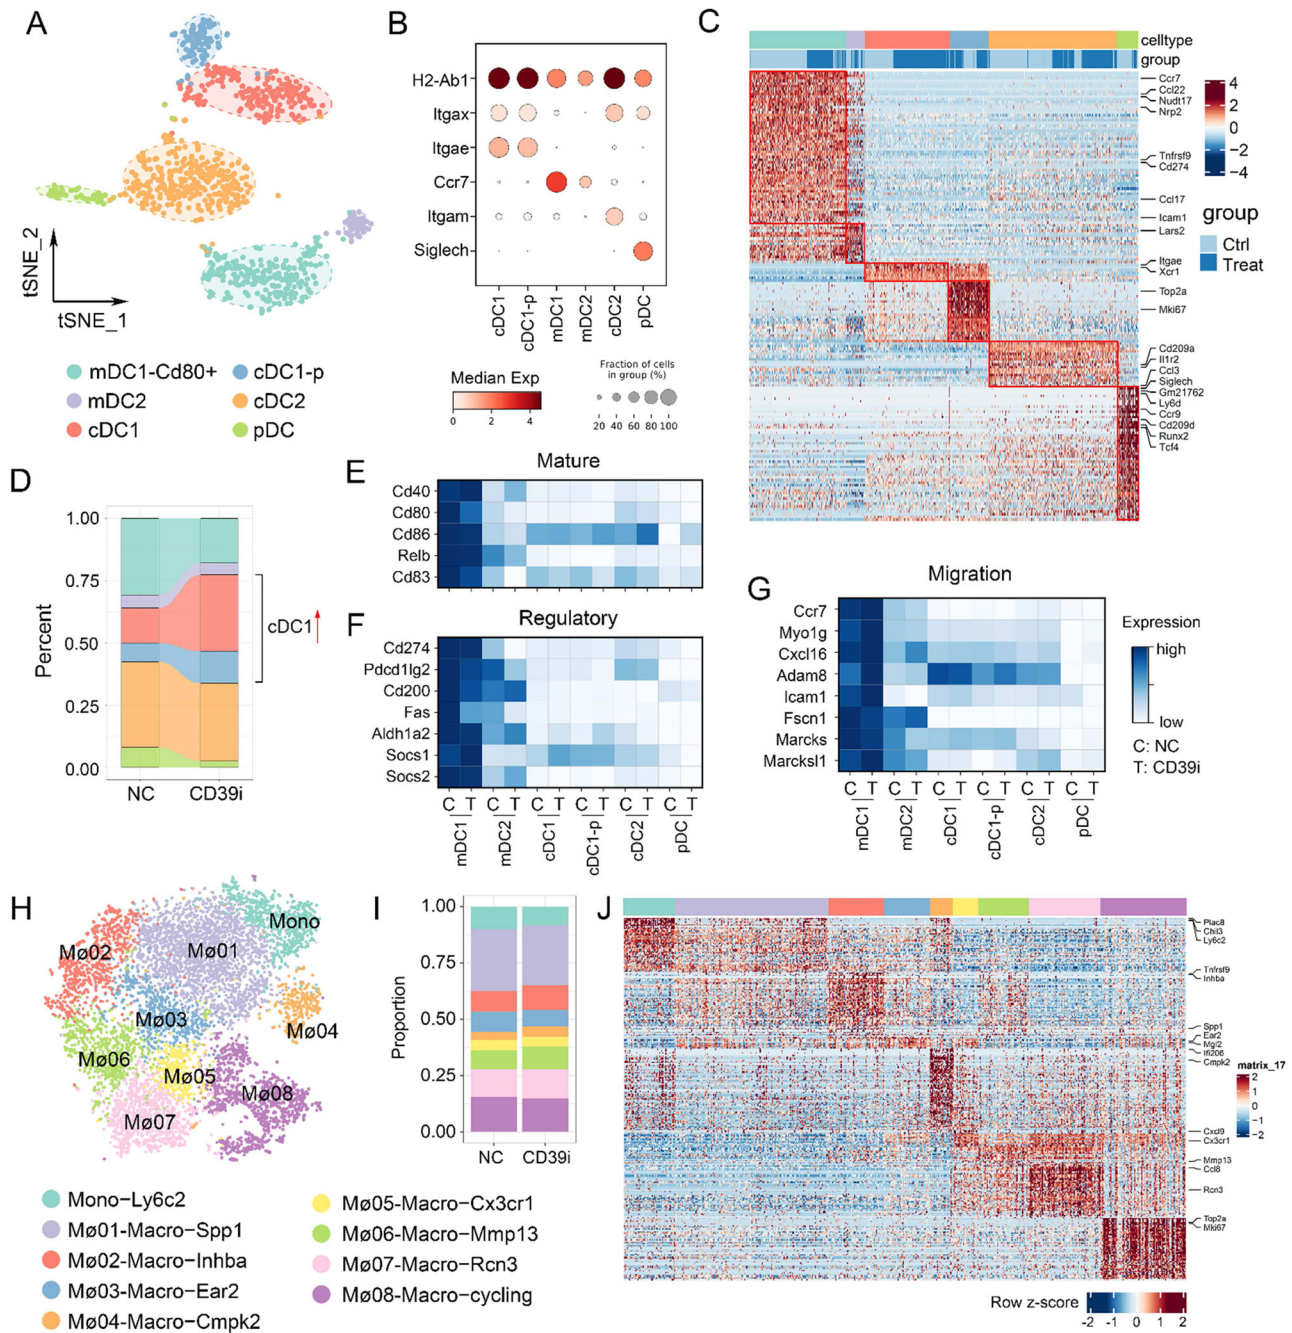 A
tSNE_2
tSNE_1
mDC1-Cd80+
mDC2
cDC1
cDC1-p
cDC2
pDC
B
H2-Ab1
Itgax
Itgae
Ccr7
Itgam
Siglech
cDC1
cDC1-p
mDC1
mDC2
cDC2
pDC
Median Exp
0 2 4
Fraction of cells
in group (%)
20 40 60 80 100
C
celltype
group
Ccr7
Ccl22
Nudt17
Nrp2
Tnfrsf9
Cd274
Ccl17
Icam1
Lars2
Itgae
Xcr1
Top2a
Mki67
Cd209a
Il1r2
Ccl3
Siglech
Gm21762
Ly6d
Ccr9
Cd209d
Runx2
Tcf4
4
2
0
−2
−4
group
Ctrl
Treat
D
Percent
1.00
0.75
0.50
0.25
0.00
NC CD39i
cDC1
E
Mature
Cd40
Cd80
Cd86
Relb
Cd83
F
Regulatory
Cd274
Pdcd1lg2
Cd200
Fas
Aldh1a2
Socs1
Socs2
C T C T C T C T C T C T
mDC1
mDC2
cDC1
cDC1-p
cDC2
pDC
G
Migration
Ccr7
Myo1g
Cxcl16
Adam8
Icam1
Fscn1
Marcks
Marcksl1
C T C T C T C T C T C T
mDC1
mDC2
cDC1
cDC1-p
cDC2
pDC
Expression
high
low
C: NC
T: CD39i
H
Mono
Mø01
Mø02
Mø03
Mø04
Mø05
Mø06
Mø07
Mø08
Mono−Ly6c2
Mø01-Macro−Spp1
Mø02-Macro−Inhba
Mø03-Macro−Ear2
Mø04-Macro−Cmpk2
Mø05-Macro−Cx3cr1
Mø06-Macro−Mmp13
Mø07-Macro−Rcn3
Mø08-Macro−cycling
I
Proportion
1.00
0.75
0.50
0.25
0.00
NC CD39i
J
Plac8
Chil3
Ly6c2
Tnfrsf9
Inhba
Spp1
Ear2
Mgl2
Ifi206
Cmpk2
Cxcl9
Cx3cr1
Mmp13
Ccl8
Rcn3
Top2a
Mki67
matrix_17
2
1
0
−1
−2
Row z-score
-2 -1 0 1 2